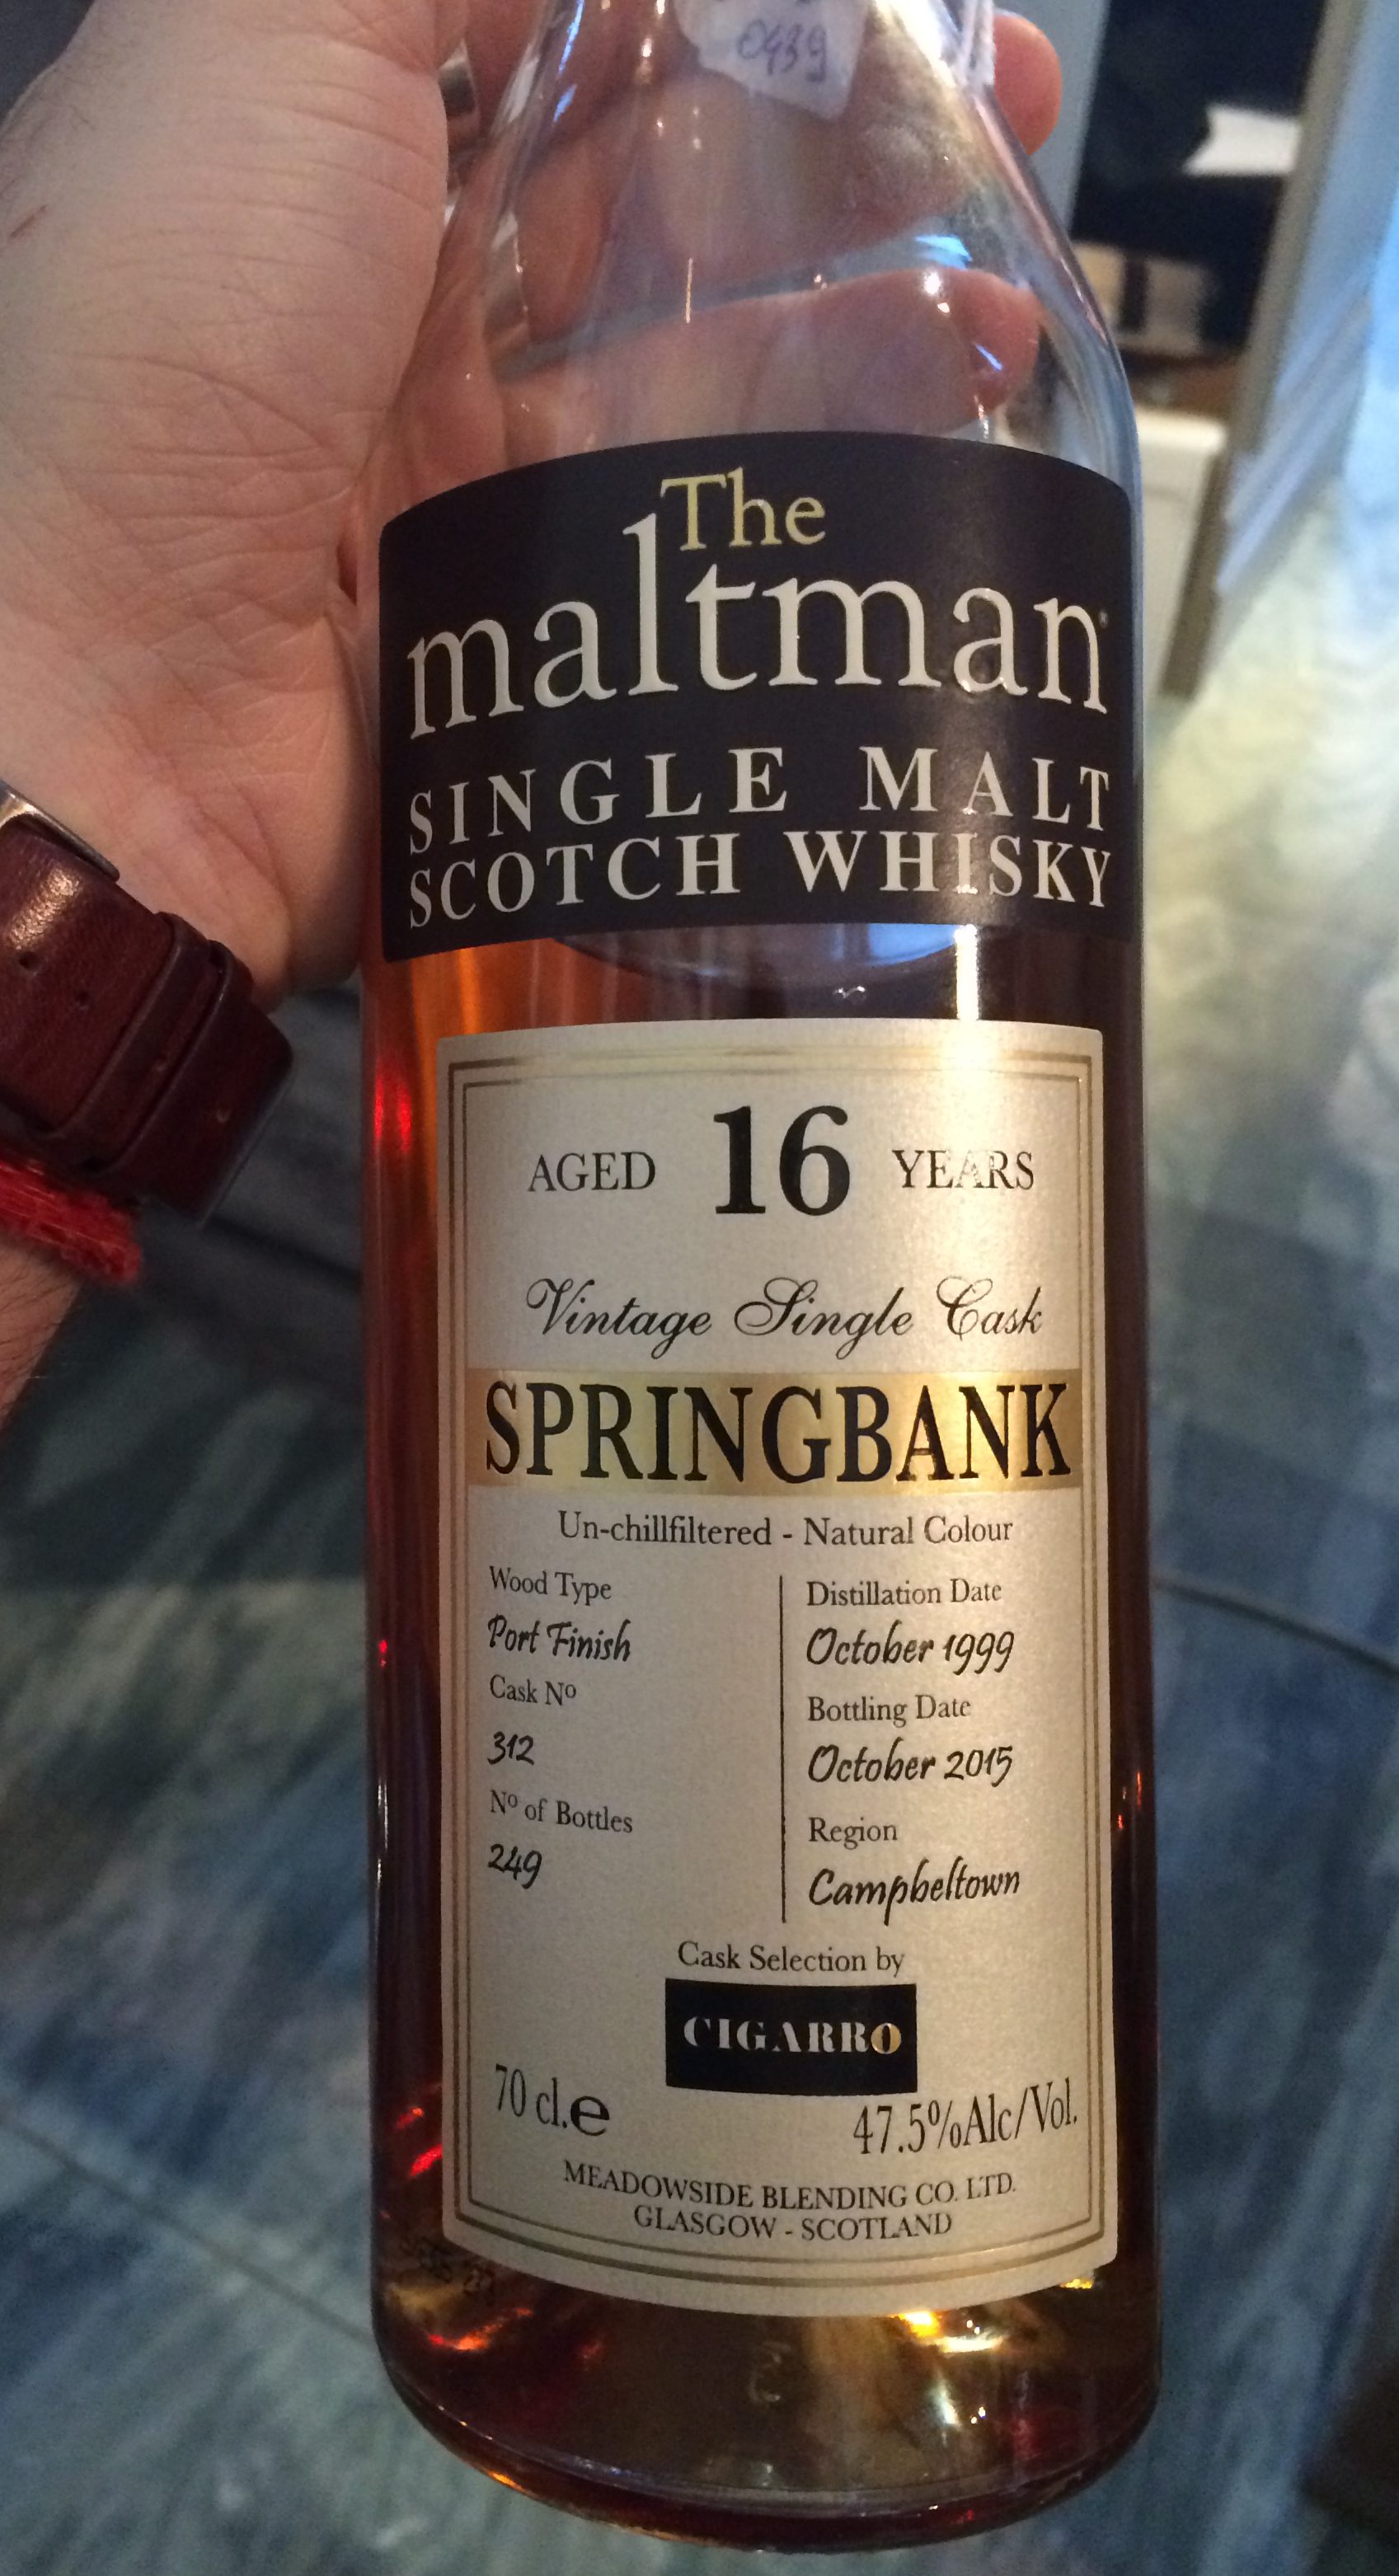 0439
The
maltman
SINGLE MALT
SCOTCH WHISKY
AGED 16 YEARS
Vintage Single Cask
SPRINGBANK
Un-chillfiltered - Natural Colour
Wood Type
Port Finish
Cask Nº
312
Nº of Bottles
249
Distillation Date
October 1999
Bottling Date
October 2015
Region
Campbeltown
Cask Selection by
CIGARRO
70 cl.e
47.5%Alc/Vol.
MEADOWSIDE BLENDING CO. LTD.
GLASGOW - SCOTLAND